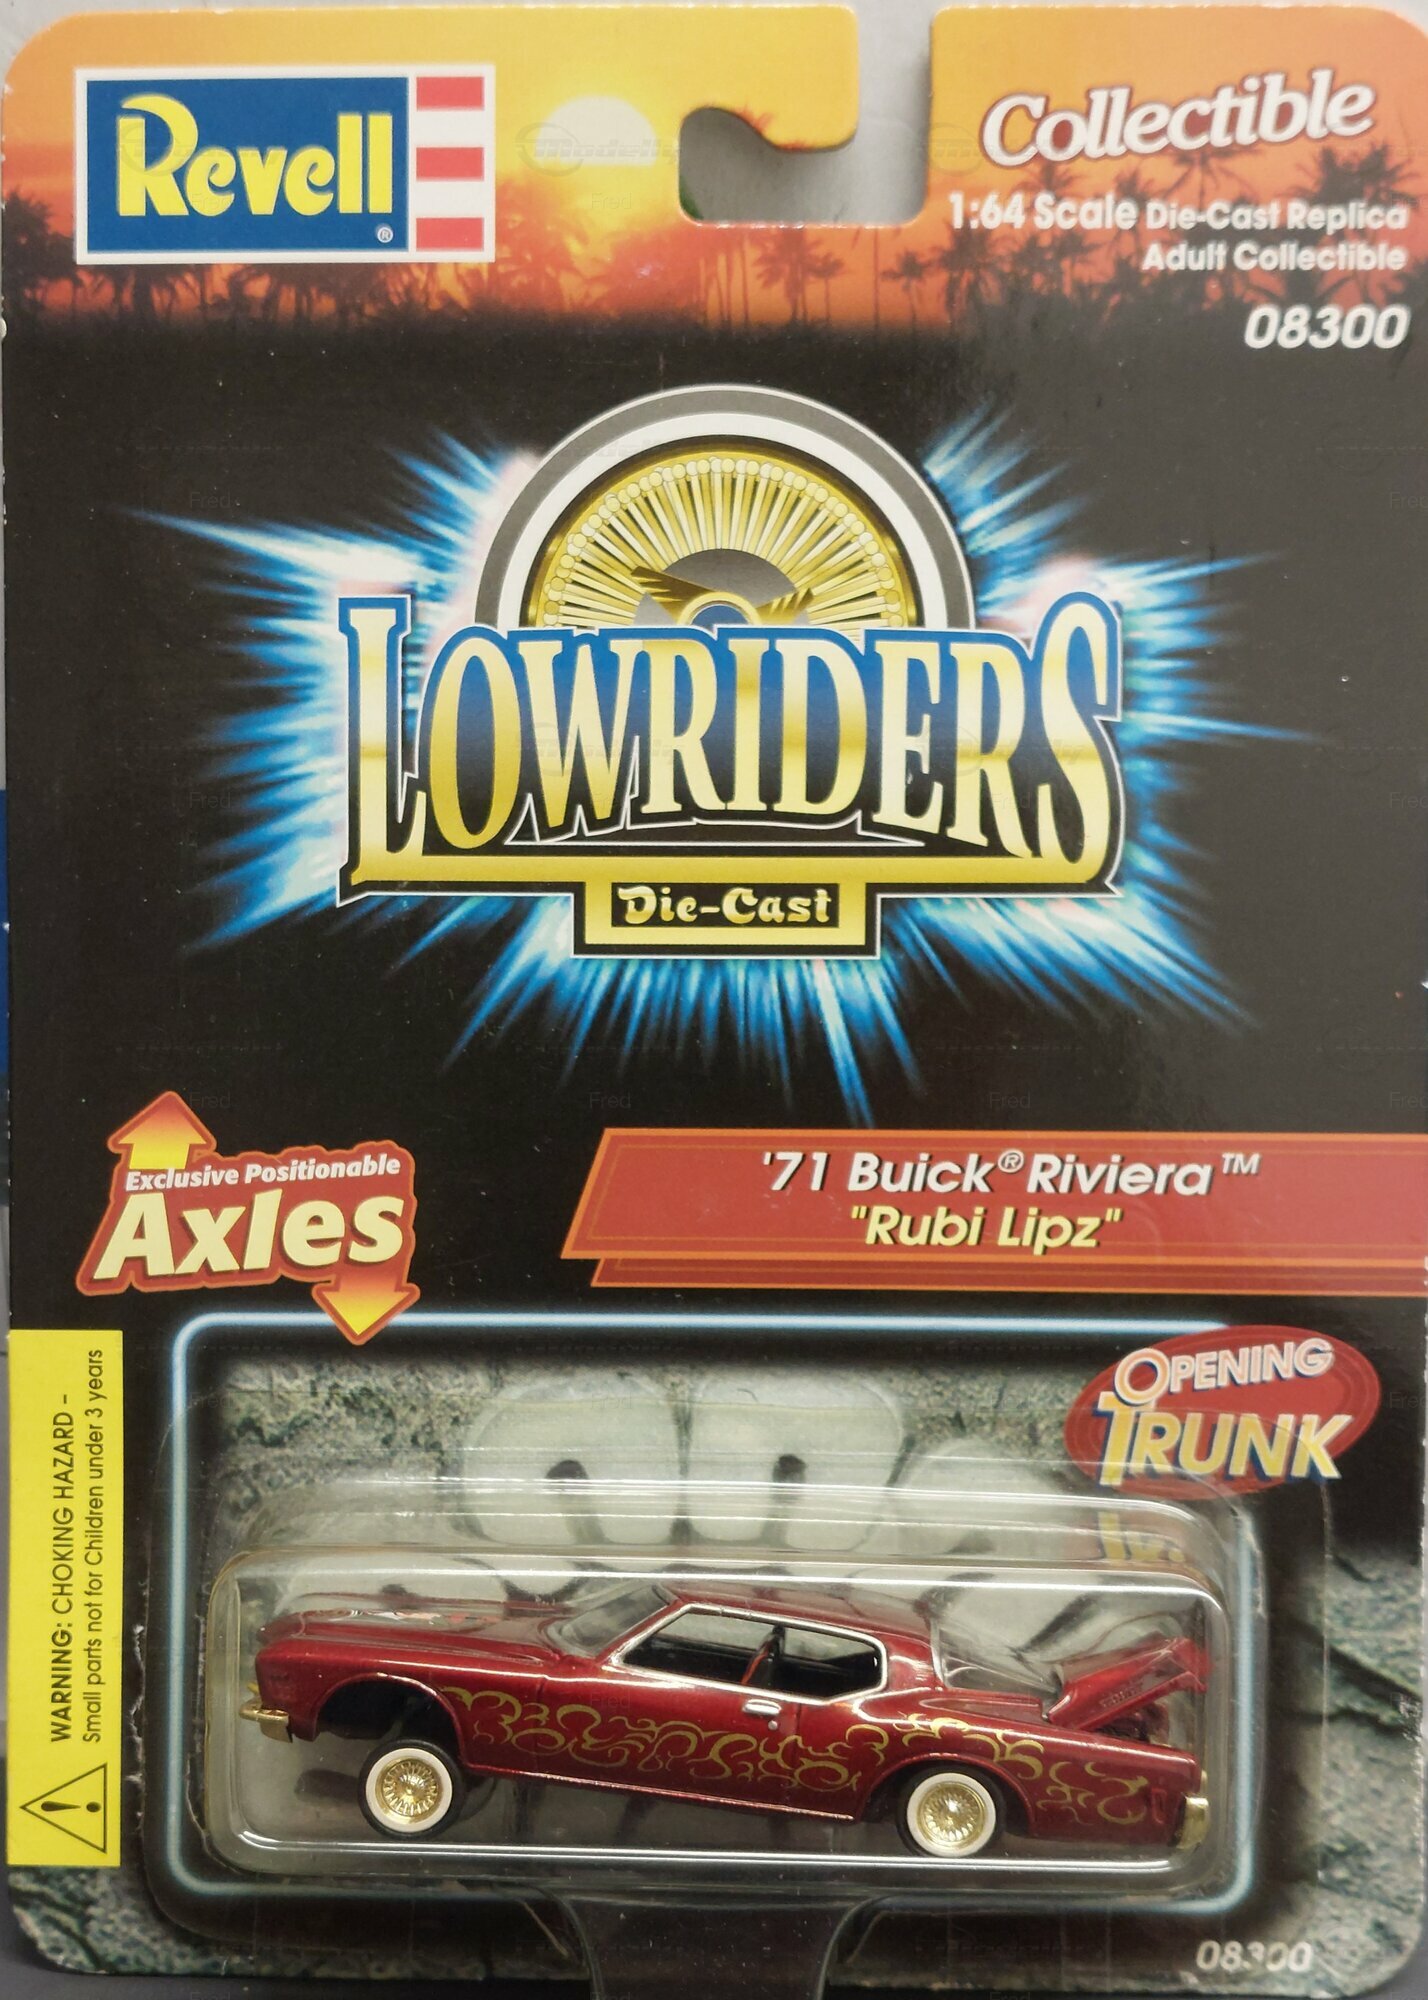 Revell®
Collectible
1:64 Scale Die-Cast Replica
Adult Collectible
08300
LOWRIDERS
Die-Cast
Exclusive Positionable
Axles
'71 Buick® Riviera™
"Rubi Lipz"
OPENING
TRUNK
WARNING: CHOKING HAZARD –
Small parts not for Children under 3 years
08300